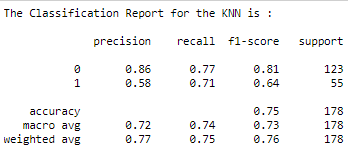 The Classification Report for the KNN is :
precision recall f1-score support
0 0.86 0.77 0.81 123
1 0.58 0.71 0.64 55
accuracy 0.75 178
macro avg 0.72 0.74 0.73 178
weighted avg 0.77 0.75 0.76 178